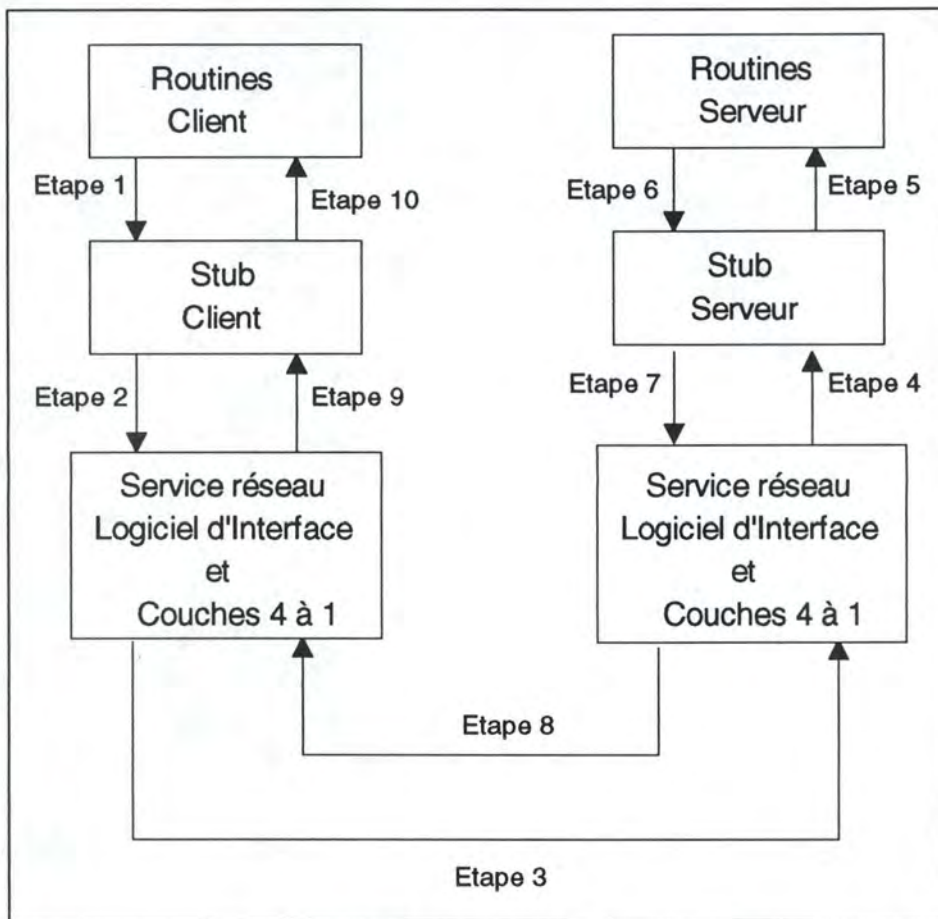 Routines
Client
Routines
Serveur
Etape 1
Etape 10
Etape 6
Etape 5
Stub
Client
Stub
Serveur
Etape 2
Etape 9
Etape 7
Etape 4
Service réseau
Logiciel d'Interface
et
Couches 4 à 1
Service réseau
Logiciel d'Interface
et
Couches 4 à 1
Etape 8
Etape 3